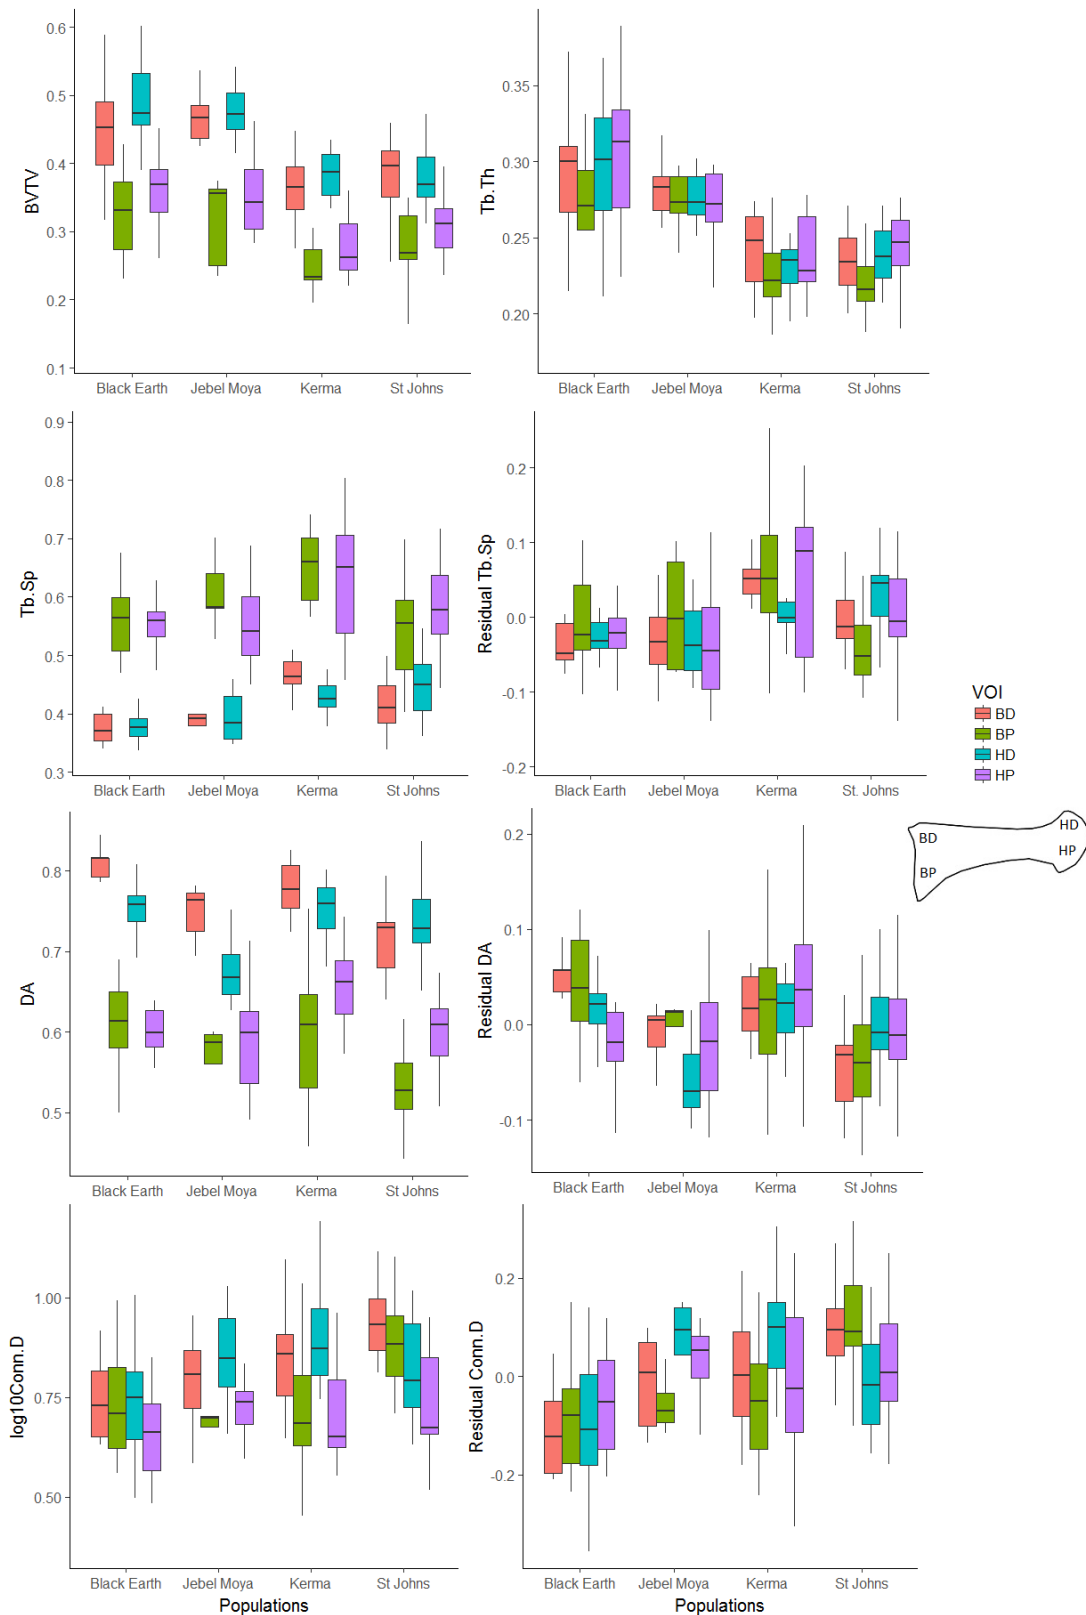 BVTV
0.6
0.5
0.4
0.3
0.2
0.1
Black Earth Jebel Moya Kerma St Johns
Tb.Th
0.35
0.30
0.25
0.20
Black Earth Jebel Moya Kerma St Johns
Tb.Sp
0.9
0.8
0.7
0.6
0.5
0.4
0.3
Black Earth Jebel Moya Kerma St Johns
Residual Tb.Sp
0.2
0.1
0.0
-0.1
-0.2
Black Earth Jebel Moya Kerma St. Johns
VOI
BD
BP
HD
HP
DA
0.8
0.7
0.6
0.5
Black Earth Jebel Moya Kerma St Johns
Residual DA
0.2
0.1
0.0
-0.1
Black Earth Jebel Moya Kerma St Johns
BD HD
HP
BP
log10Conn.D
1.00
0.75
0.50
Black Earth Jebel Moya Kerma St Johns
Populations
Residual Conn.D
0.2
0.0
-0.2
Black Earth Jebel Moya Kerma St Johns
Populations